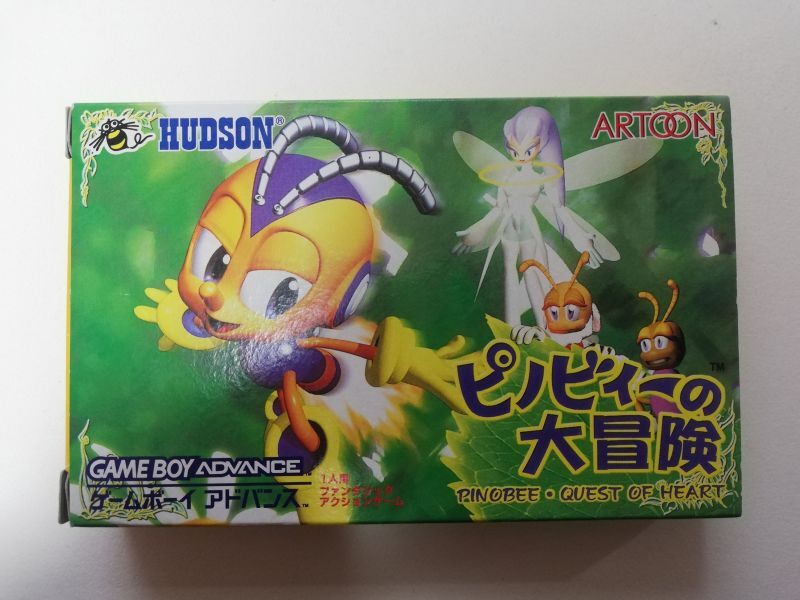 HUDSON®
ARTOON
ピノビィーの
大冒険
TM
PINOBEE • QUEST OF HEART
GAME BOY ADVANCE
ゲームボーイ アドバンス TM
1人用
ファンタジック
アクションゲーム